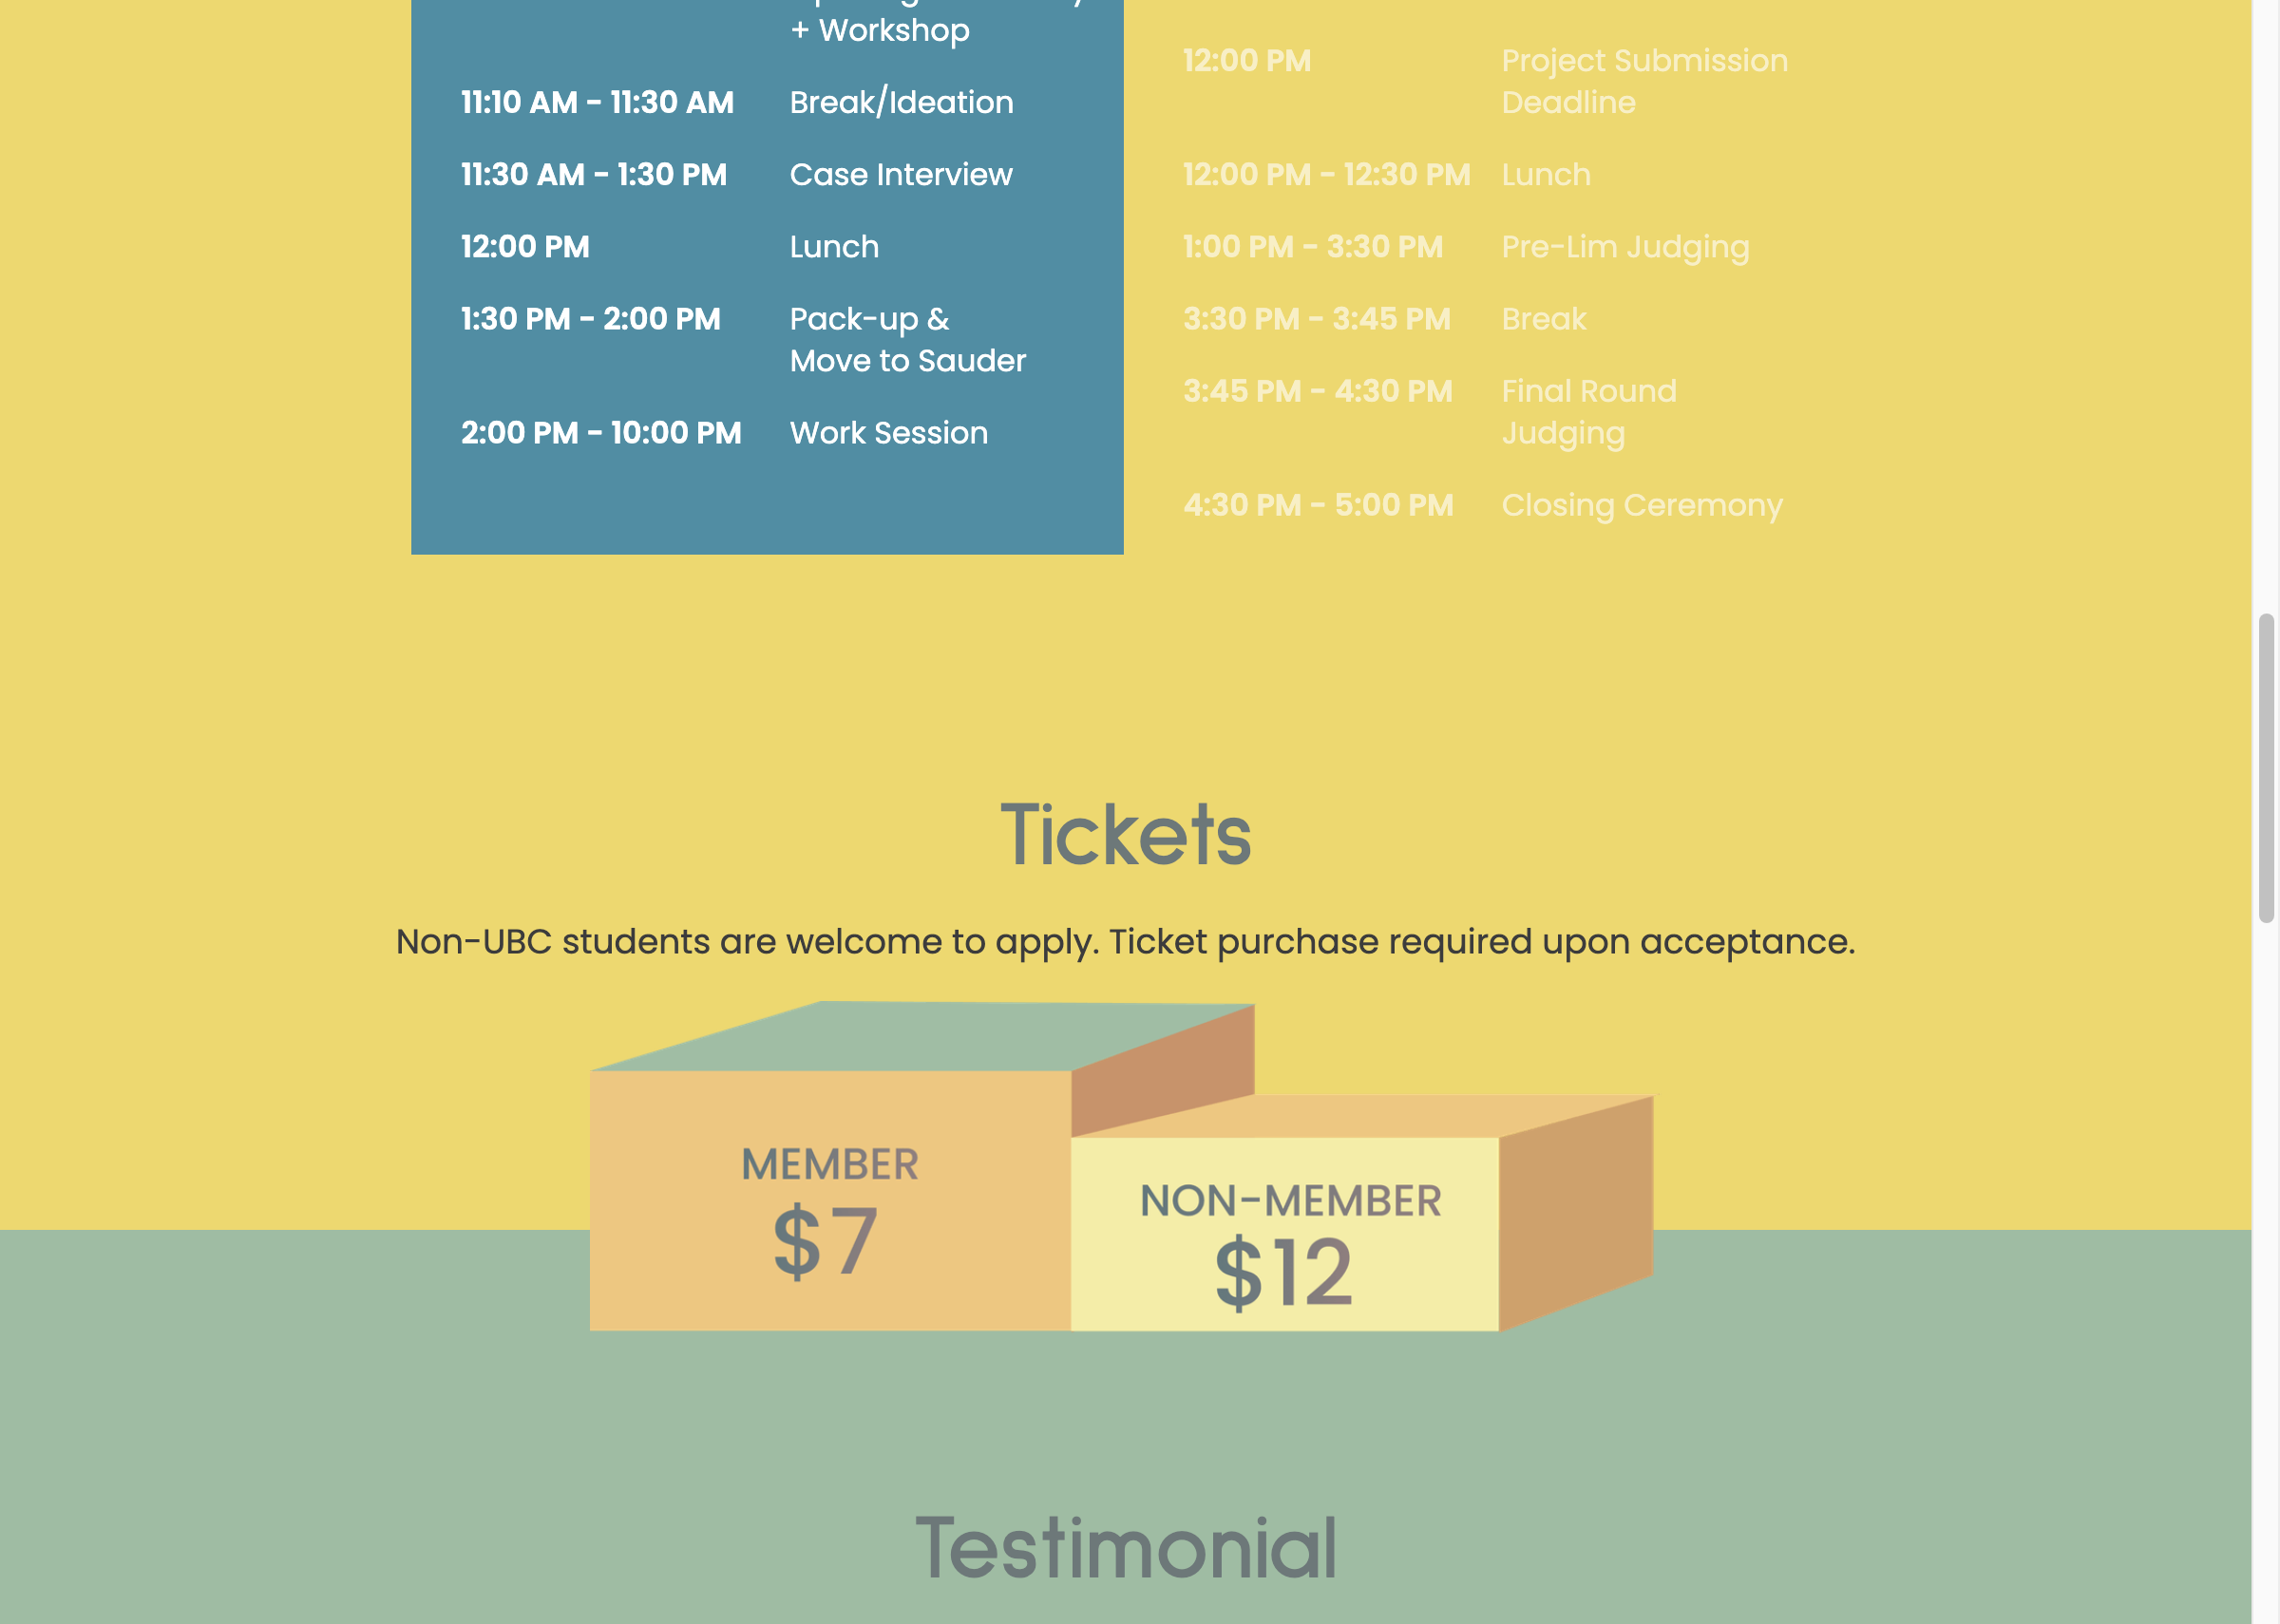 + Workshop
11:10 AM - 11:30 AM Break/Ideation
11:30 AM - 1:30 PM Case Interview
12:00 PM Lunch
1:30 PM - 2:00 PM Pack-up &
Move to Sauder
2:00 PM - 10:00 PM Work Session
12:00 PM Project Submission
Deadline
12:00 PM - 12:30 PM Lunch
1:00 PM - 3:30 PM Pre-Lim Judging
3:30 PM - 3:45 PM Break
3:45 PM - 4:30 PM Final Round
Judging
4:30 PM - 5:00 PM Closing Ceremony
Tickets
Non-UBC students are welcome to apply. Ticket purchase required upon acceptance.
MEMBER
$7
NON-MEMBER
$12
Testimonial